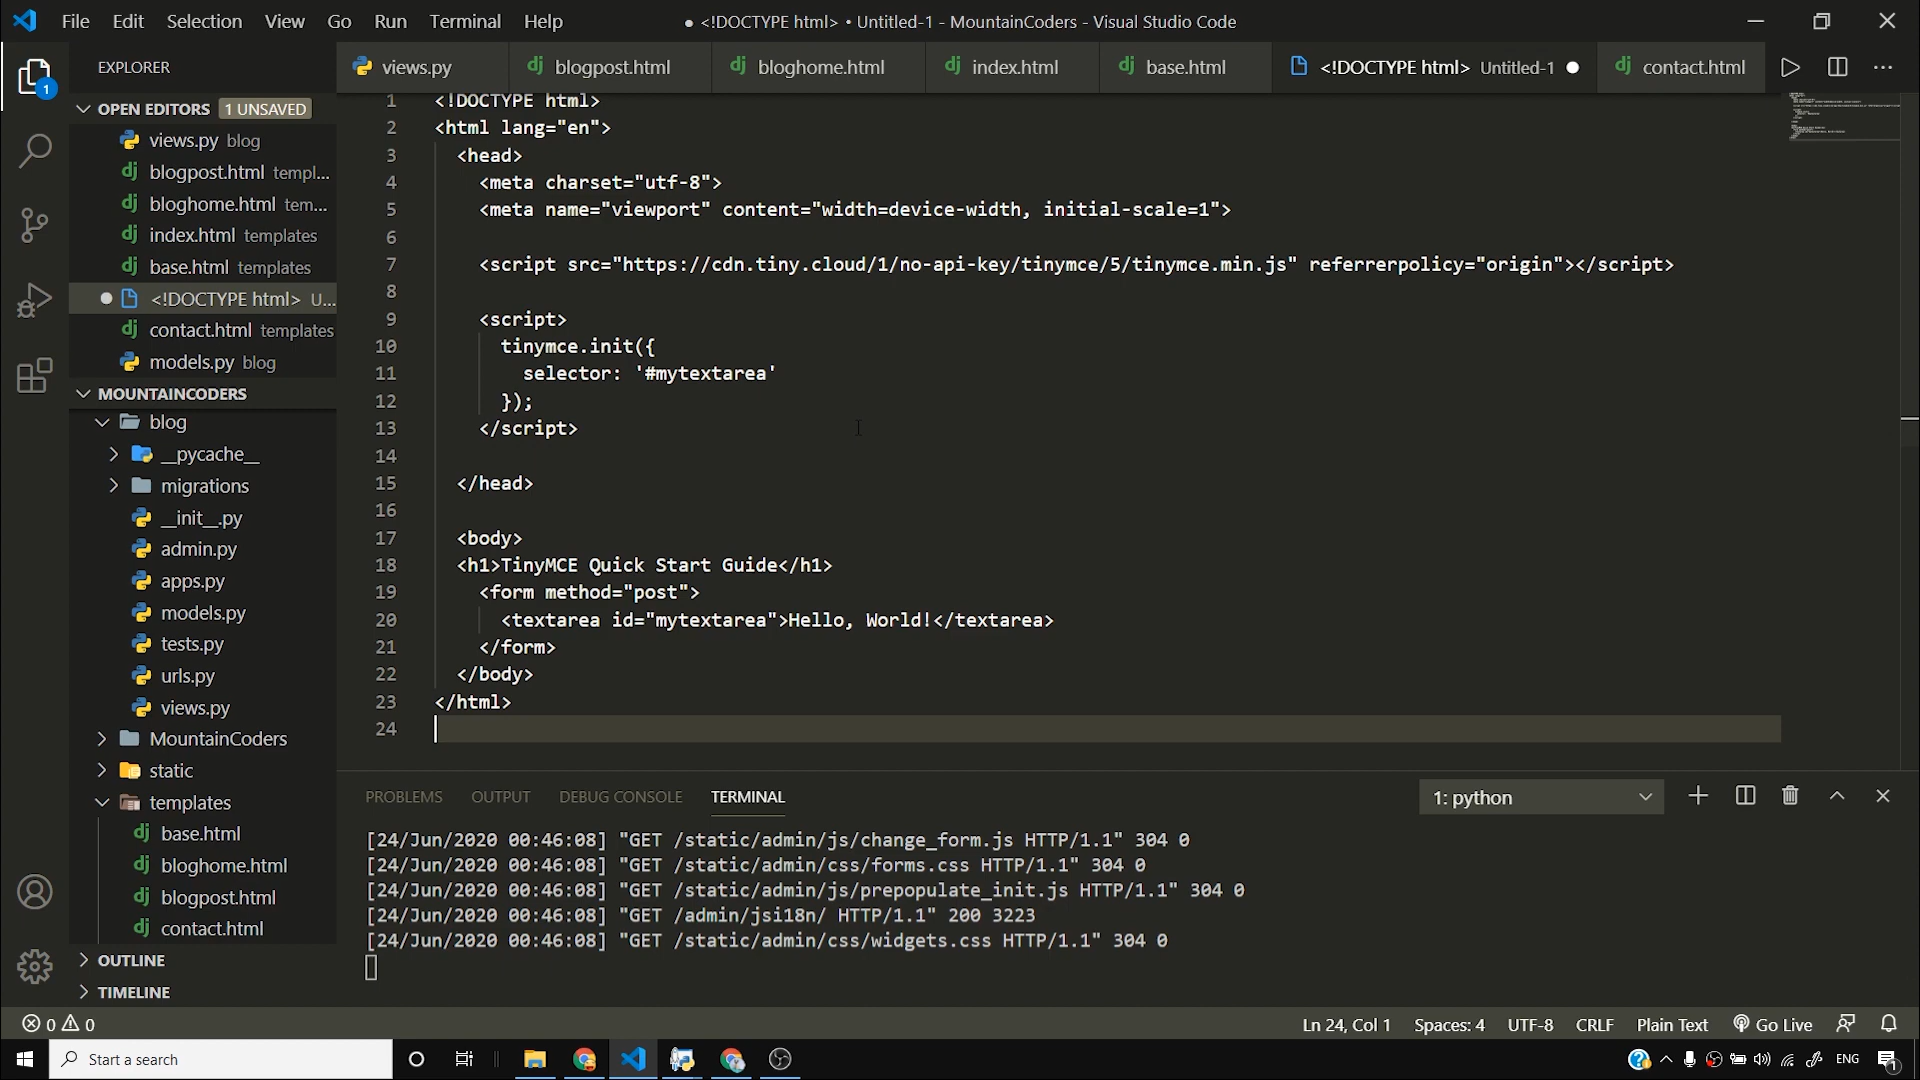 File Edit Selection View Go Run Terminal Help
● <!DOCTYPE html> • Untitled-1 - MountainCoders - Visual Studio Code
1
EXPLORER
OPEN EDITORS 1 UNSAVED
views.py blog
blogpost.html templ...
bloghome.html tem...
index.html templates
base.html templates
<!DOCTYPE html> U...
contact.html templates
models.py blog
MOUNTAINCODERS
blog
__pycache__
migrations
__init__.py
admin.py
apps.py
models.py
tests.py
urls.py
views.py
MountainCoders
static
templates
base.html
bloghome.html
blogpost.html
contact.html
OUTLINE
TIMELINE
views.py
blogpost.html
bloghome.html
index.html
base.html
<!DOCTYPE html> Untitled-1
contact.html
1 <!DOCTYPE html>
2 <html lang="en">
3 <head>
4 <meta charset="utf-8">
5 <meta name="viewport" content="width=device-width, initial-scale=1">
6
7 <script src="https://cdn.tiny.cloud/1/no-api-key/tinymce/5/tinymce.min.js" referrerpolicy="origin"></script>
8
9 <script>
10 tinymce.init({
11 selector: '#mytextarea'
12 });
13 </script>
14
15 </head>
16
17 <body>
18 <h1>TinyMCE Quick Start Guide</h1>
19 <form method="post">
20 <textarea id="mytextarea">Hello, World!</textarea>
21 </form>
22 </body>
23 </html>
24
PROBLEMS OUTPUT DEBUG CONSOLE TERMINAL
1: python
[24/Jun/2020 00:46:08] "GET /static/admin/js/change_form.js HTTP/1.1" 304 0
[24/Jun/2020 00:46:08] "GET /static/admin/css/forms.css HTTP/1.1" 304 0
[24/Jun/2020 00:46:08] "GET /static/admin/js/prepopulate_init.js HTTP/1.1" 304 0
[24/Jun/2020 00:46:08] "GET /admin/jsi18n/ HTTP/1.1" 200 3223
[24/Jun/2020 00:46:08] "GET /static/admin/css/widgets.css HTTP/1.1" 304 0
0 0
Ln 24, Col 1 Spaces: 4 UTF-8 CRLF Plain Text Go Live
Start a search
ENG
1